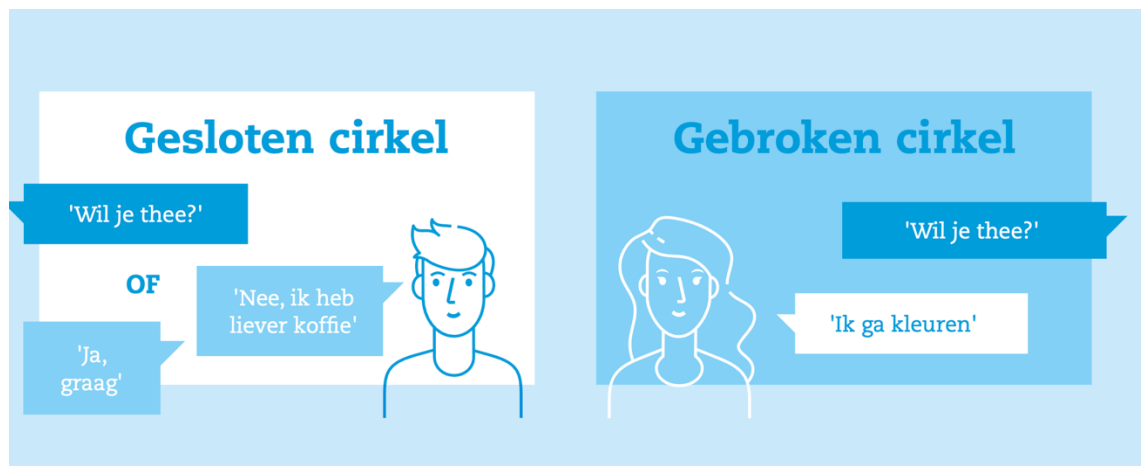 Gesloten cirkel
'Wil je thee?'
OF
'Nee, ik heb
liever koffie'
'Ja,
graag'
Gebroken cirkel
'Wil je thee?'
'Ik ga kleuren'